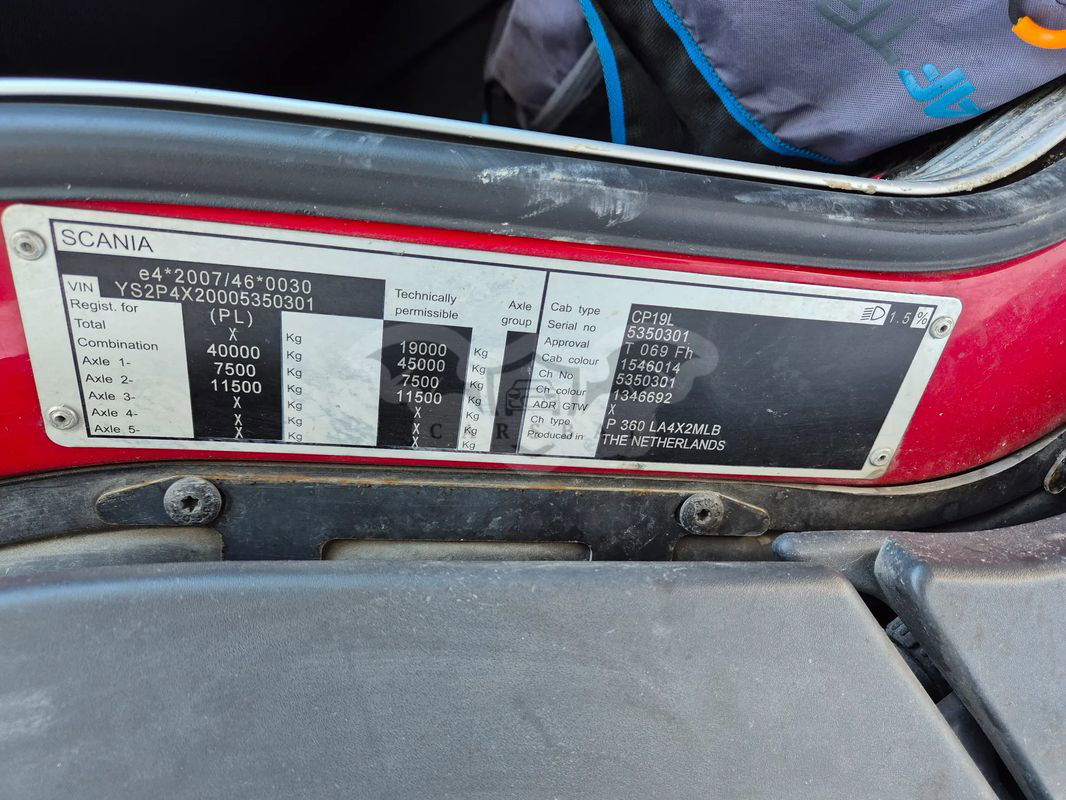 SCANIA
e4*2007/46*0030
VIN YS2P4X20005350301
Regist. for (PL) Technically permissible Axle group
Total X Kg 19000 Kg
Combination 40000 Kg 45000 Kg
Axle 1- 7500 Kg 7500 Kg
Axle 2- 11500 Kg 11500 Kg
Axle 3- X Kg X Kg
Axle 4- X Kg X Kg
Axle 5- X Kg X Kg
Cab type CP19L 1.5 %
Serial no 5350301
Approval T 069 Fh
Cab colour 1546014
Ch No. 5350301
Ch colour 1346692
ADR GTW X
Ch type P 360 LA4X2MLB
Produced in THE NETHERLANDS